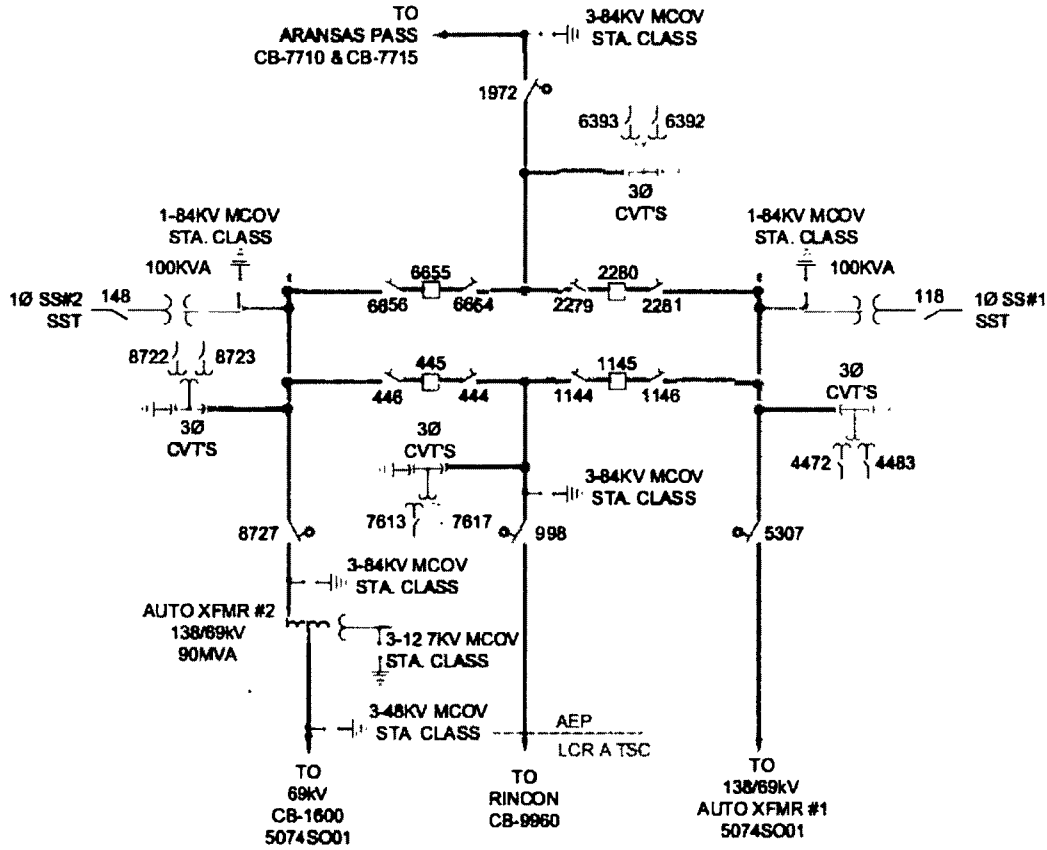 TO
ARANSAS PASS
CB-7710 & CB-7715
3-84KV MCOV
STA. CLASS
1972
6393
6392
3Ø
CVT'S
1-84KV MCOV
STA. CLASS
100KVA
1-84KV MCOV
STA. CLASS
100KVA
1Ø SS#2
SST
148
6655
6656
6654
2280
2279
2281
118
1Ø SS#1
SST
8722
8723
3Ø
CVT'S
445
446
444
1145
1144
1146
3Ø
CVT'S
4472
4483
3Ø
CVT'S
7613
7617
3-84KV MCOV
STA. CLASS
8727
998
5307
3-84KV MCOV
STA. CLASS
AUTO XFMR #2
138/69kV
90MVA
3-12 7KV MCOV
STA. CLASS
3-48KV MCOV
STA CLASS
AEP
LCR A TSC
TO
69kV
CB-1600
5074SO01
TO
RINCON
CB-9960
TO
138/69kV
AUTO XFMR #1
5074SO01